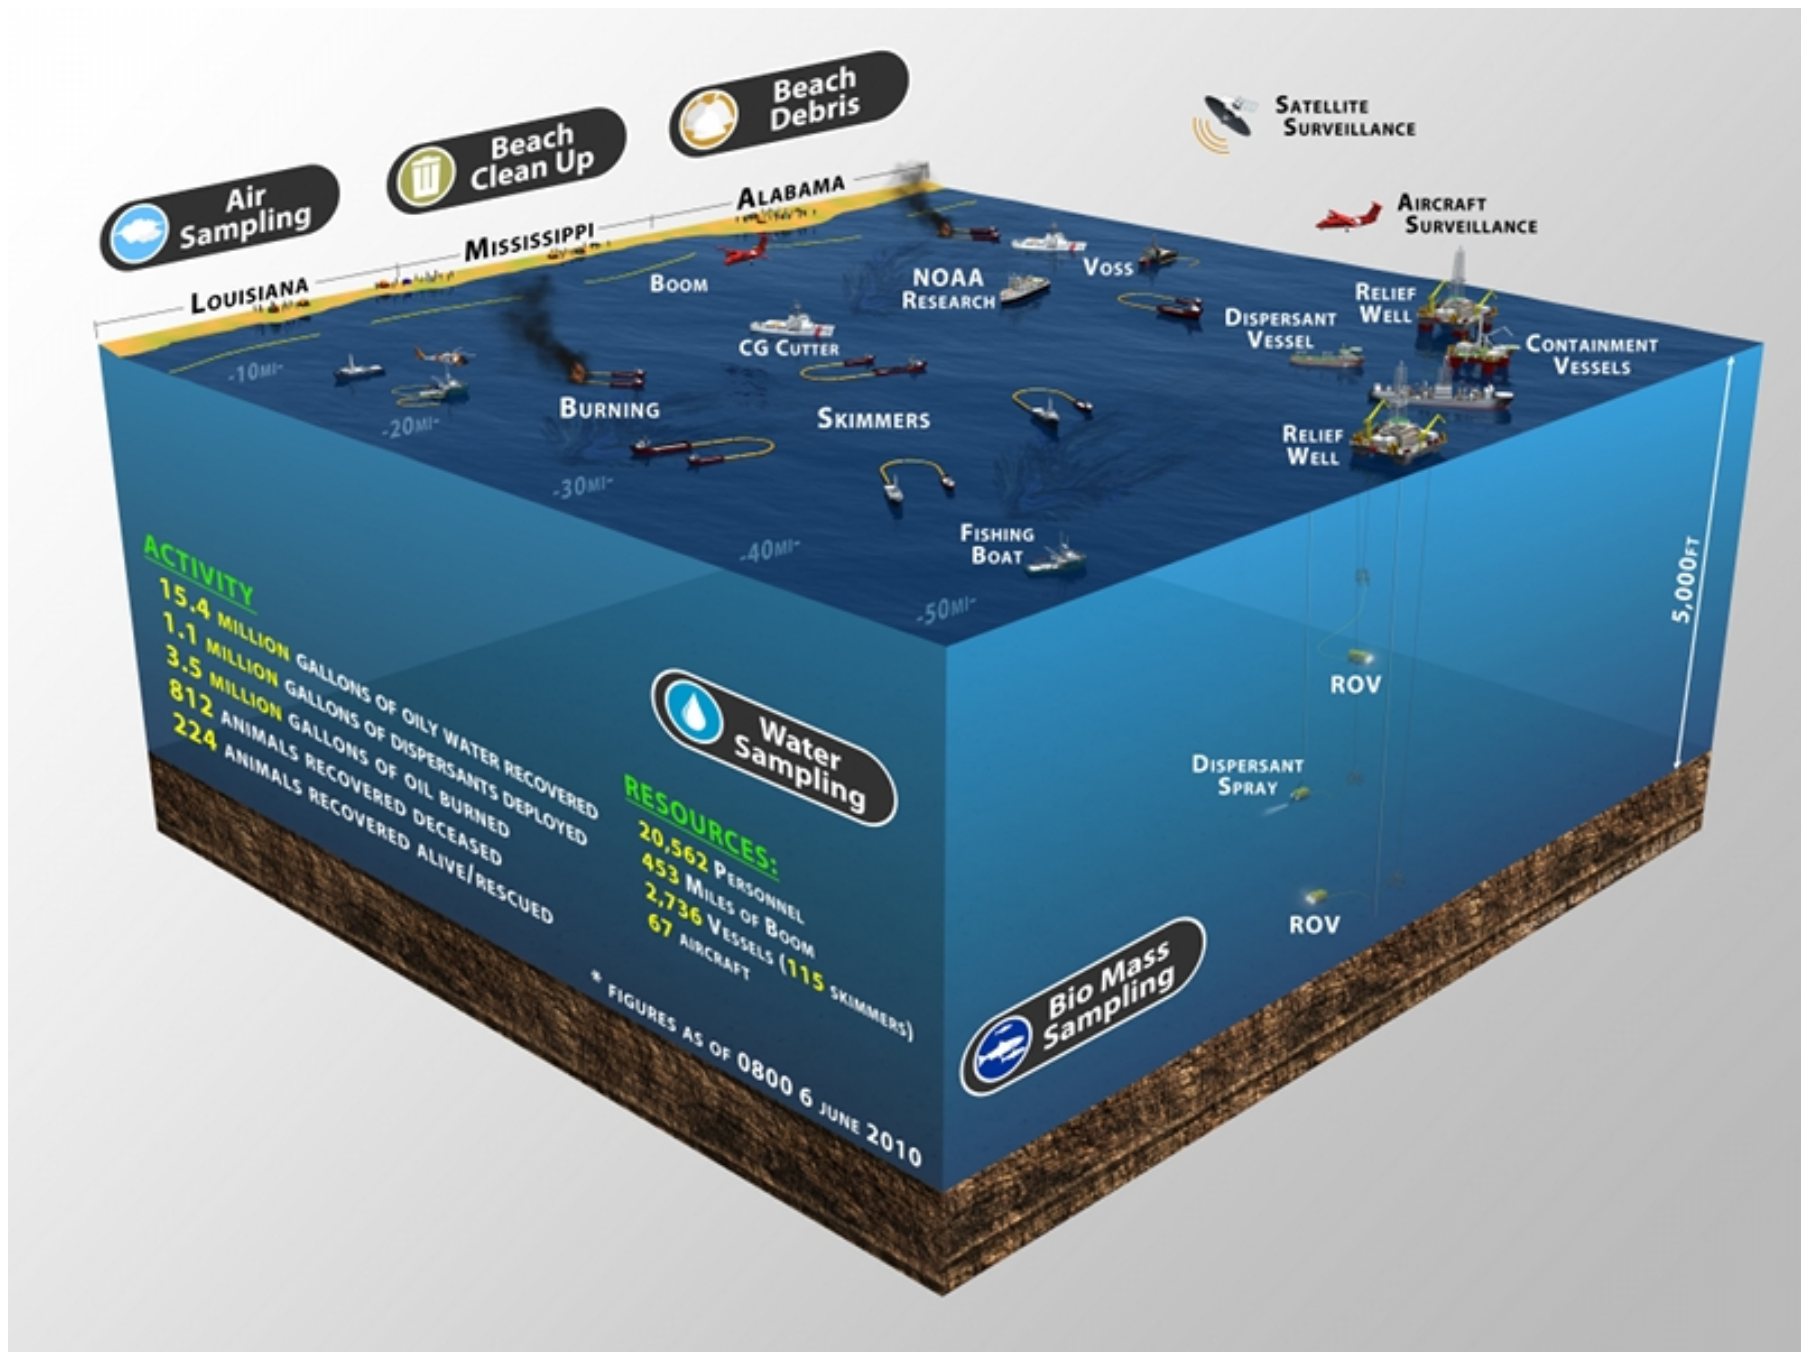 Air
Sampling
Beach
Clean Up
Beach
Debris
SATELLITE
SURVEILLANCE
AIRCRAFT
SURVEILLANCE
LOUISIANA
MISSISSIPPI
ALABAMA
BOOM
NOAA
RESEARCH
VOSS
RELIEF
WELL
DISPERSANT
VESSEL
CONTAINMENT
VESSELS
CG CUTTER
BURNING
SKIMMERS
RELIEF
WELL
FISHING
BOAT
-10MI-
-20MI-
-30MI-
-40MI-
-50MI-
5,000FT
ACTIVITY
15.4 MILLION GALLONS OF OILY WATER RECOVERED
1.1 MILLION GALLONS OF DISPERSANTS DEPLOYED
3.5 MILLION GALLONS OF OIL BURNED
812 ANIMALS RECOVERED DECEASED
224 ANIMALS RECOVERED ALIVE/RESCUED
Water
Sampling
RESOURCES:
20,562 PERSONNEL
453 MILES OF BOOM
2,736 VESSELS (115 SKIMMERS)
67 AIRCRAFT
* FIGURES AS OF 0800 6 JUNE 2010
ROV
DISPERSANT
SPRAY
ROV
Bio Mass
Sampling